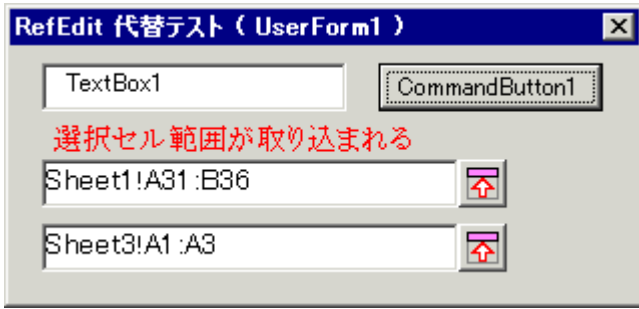 RefEdit 代替テスト ( UserForm1 )
TextBox1
CommandButton1
選択セル範囲が取り込まれる
Sheet1!A31:B36
Sheet3!A1:A3